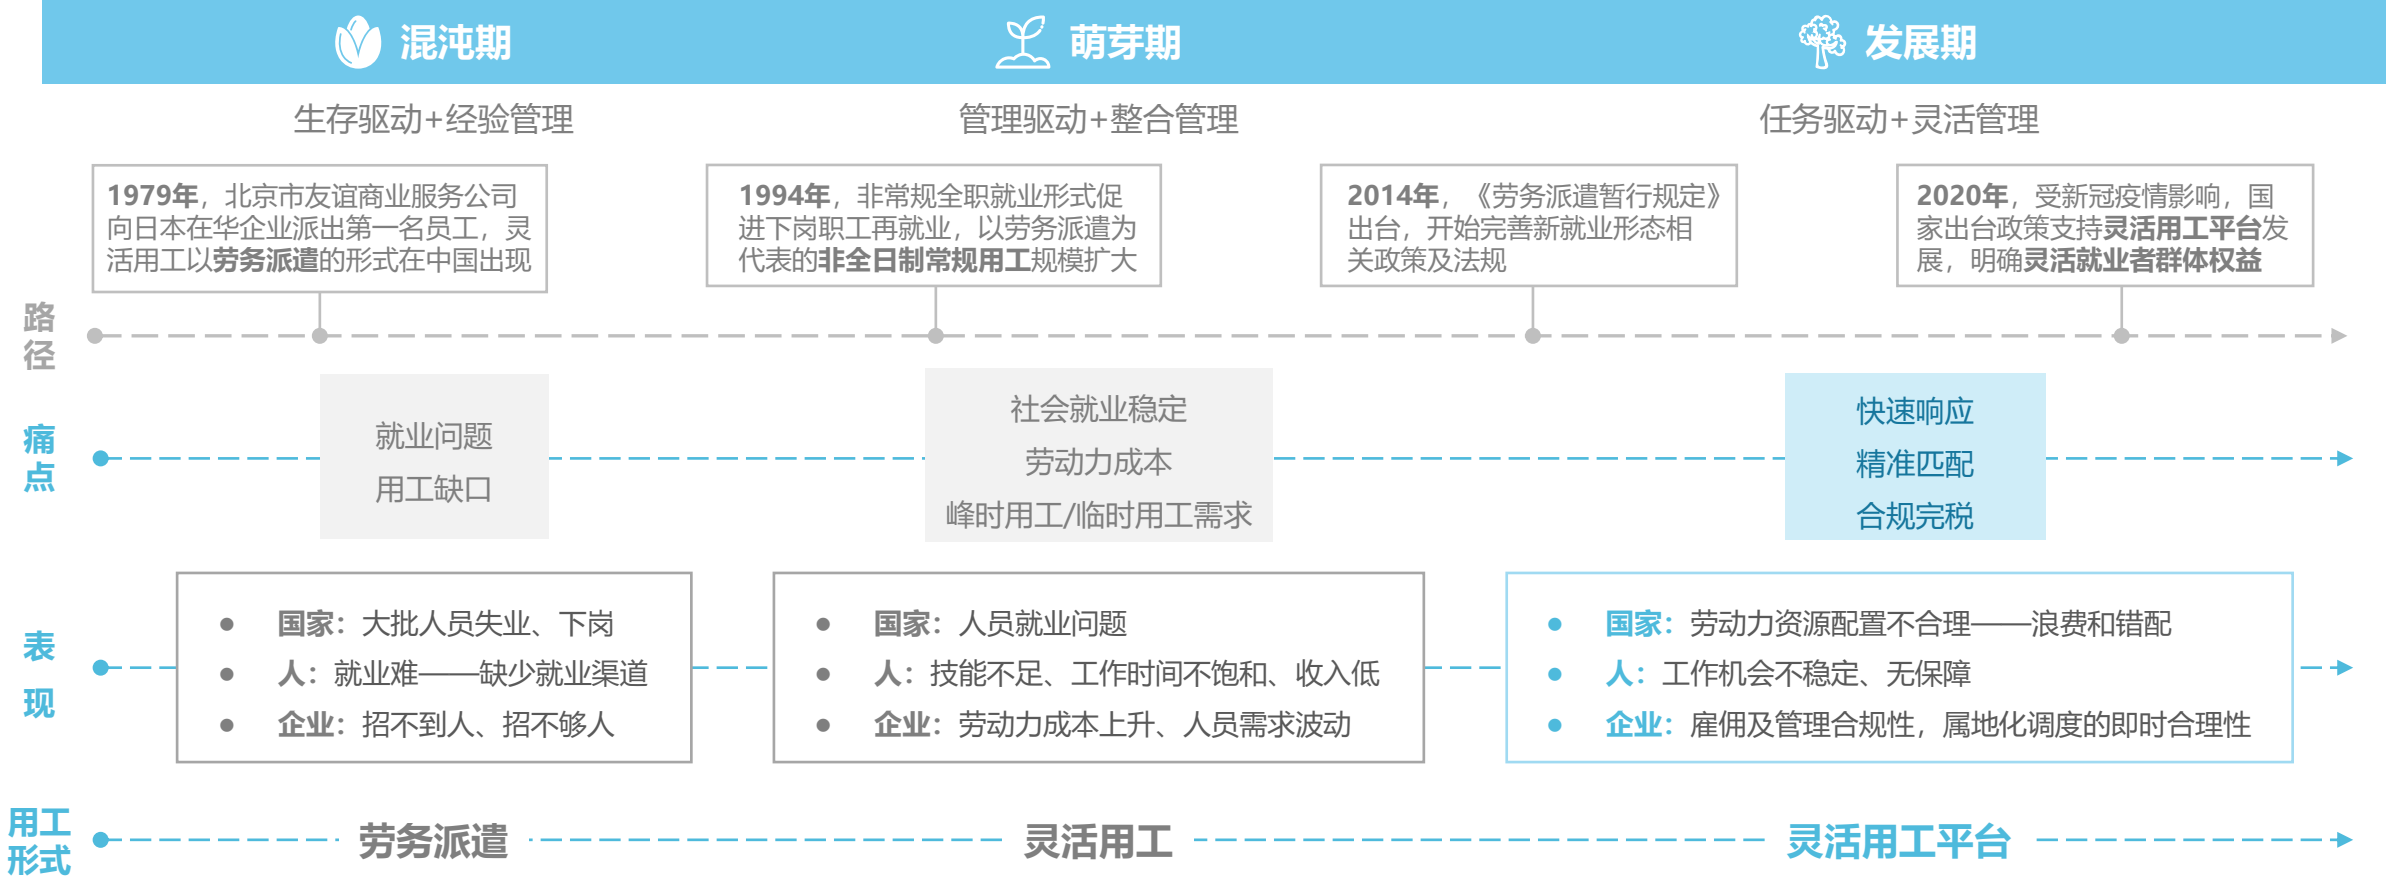 混沌期
萌芽期
发展期
生存驱动+经验管理
管理驱动+整合管理
任务驱动+灵活管理
1979年，北京市友谊商业服务公司
向日本在华企业派出第一名员工，灵
活用工以劳务派遣的形式在中国出现
1994年，非常规全职就业形式促
进下岗职工再就业，以劳务派遣为
代表的非全日制常规用工规模扩大
2014年，《劳务派遣暂行规定》
出台，开始完善新就业形态相
关政策及法规
2020年，受新冠疫情影响，国
家出台政策支持灵活用工平台发
展，明确灵活就业者群体权益
路
径
痛
点
就业问题
用工缺口
社会就业稳定
劳动力成本
峰时用工/临时用工需求
快速响应
精准匹配
合规完税
表
现
● 国家：大批人员失业、下岗
● 人：就业难——缺少就业渠道
● 企业：招不到人、招不够人
● 国家：人员就业问题
● 人：技能不足、工作时间不饱和、收入低
● 企业：劳动力成本上升、人员需求波动
● 国家：劳动力资源配置不合理——浪费和错配
● 人：工作机会不稳定、无保障
● 企业：雇佣及管理合规性，属地化调度的即时合理性
用工
形式
劳务派遣
灵活用工
灵活用工平台